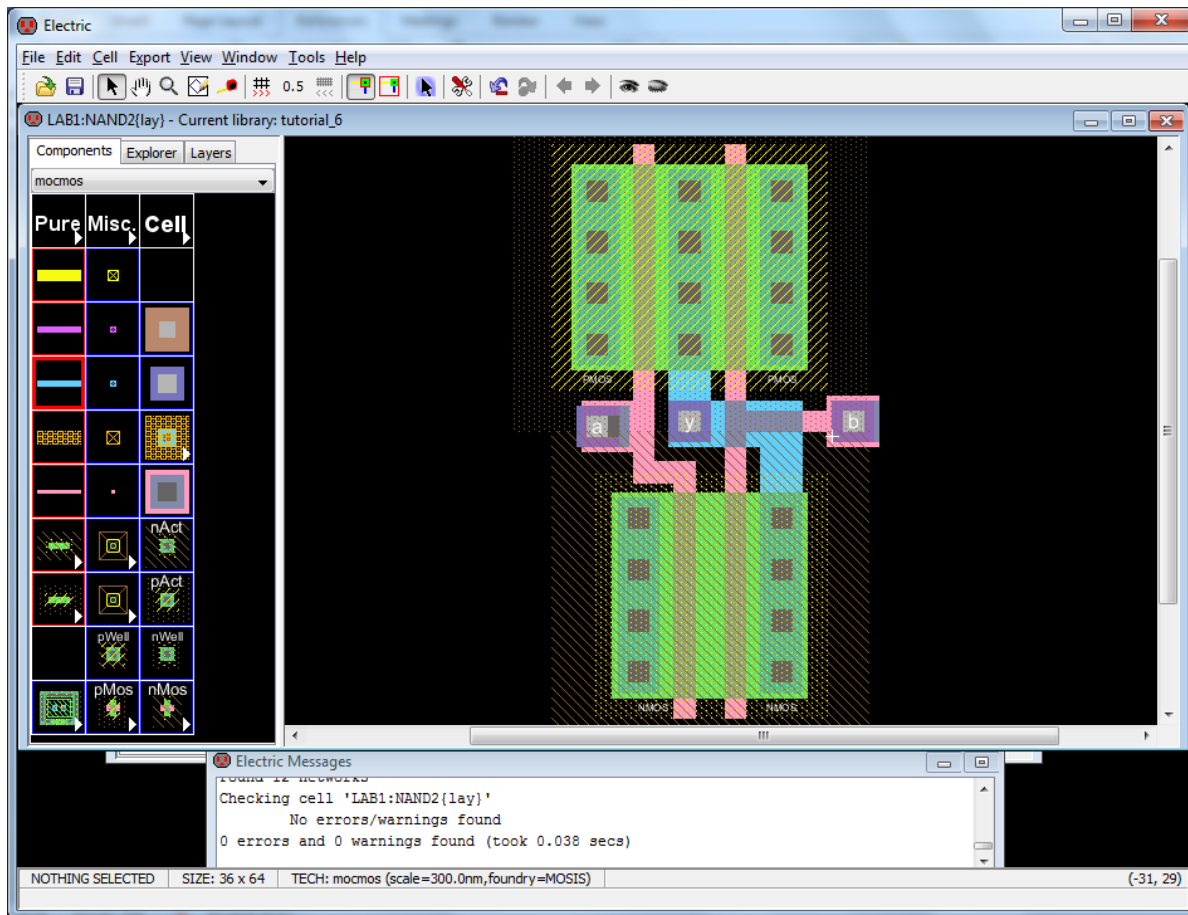 Electric
File Edit Cell Export View Window Tools Help
0.5
LAB1:NAND2{lay} - Current library: tutorial_6
Components Explorer Layers
mocmos
Pure Misc. Cell
nAct
pAct
pWell nWell
pMos nMos
PMOS PMOS
a y b
NMOS NMOS
Electric Messages
found 12 networks
Checking cell 'LAB1:NAND2{lay}'
No errors/warnings found
0 errors and 0 warnings found (took 0.038 secs)
NOTHING SELECTED SIZE: 36 x 64 TECH: mocmos (scale=300.0nm,foundry=MOSIS) (-31, 29)